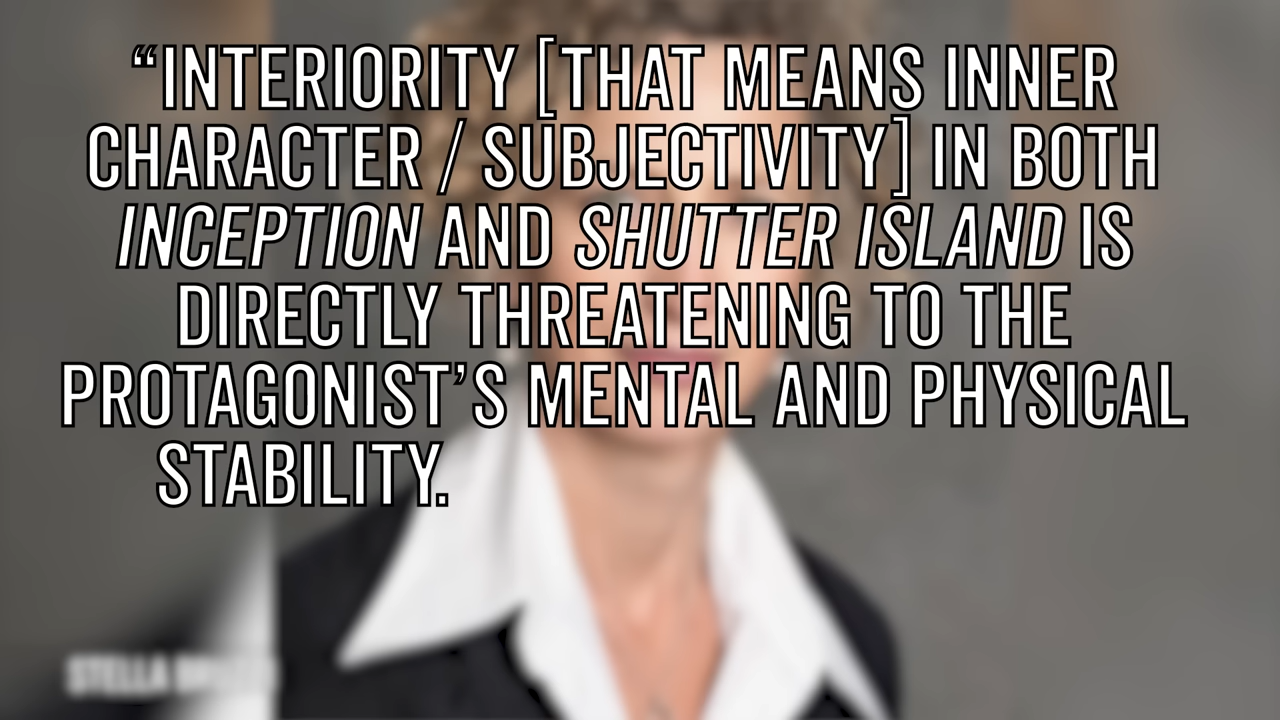 “INTERIORITY [THAT MEANS INNER
CHARACTER / SUBJECTIVITY] IN BOTH
INCEPTION AND SHUTTER ISLAND IS
DIRECTLY THREATENING TO THE
PROTAGONIST’S MENTAL AND PHYSICAL
STABILITY.
STELLA